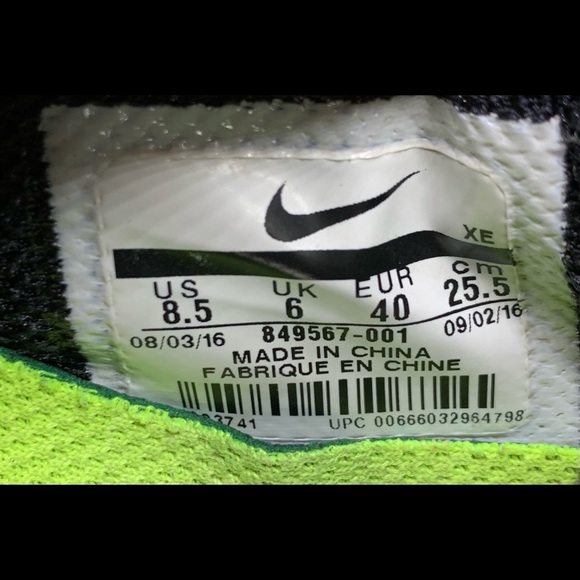 XE
US UK EUR cm
8.5 6 40 25.5
08/03/16 849567-001 09/02/16
MADE IN CHINA
FABRIQUE EN CHINE
3741 UPC 00666032964798